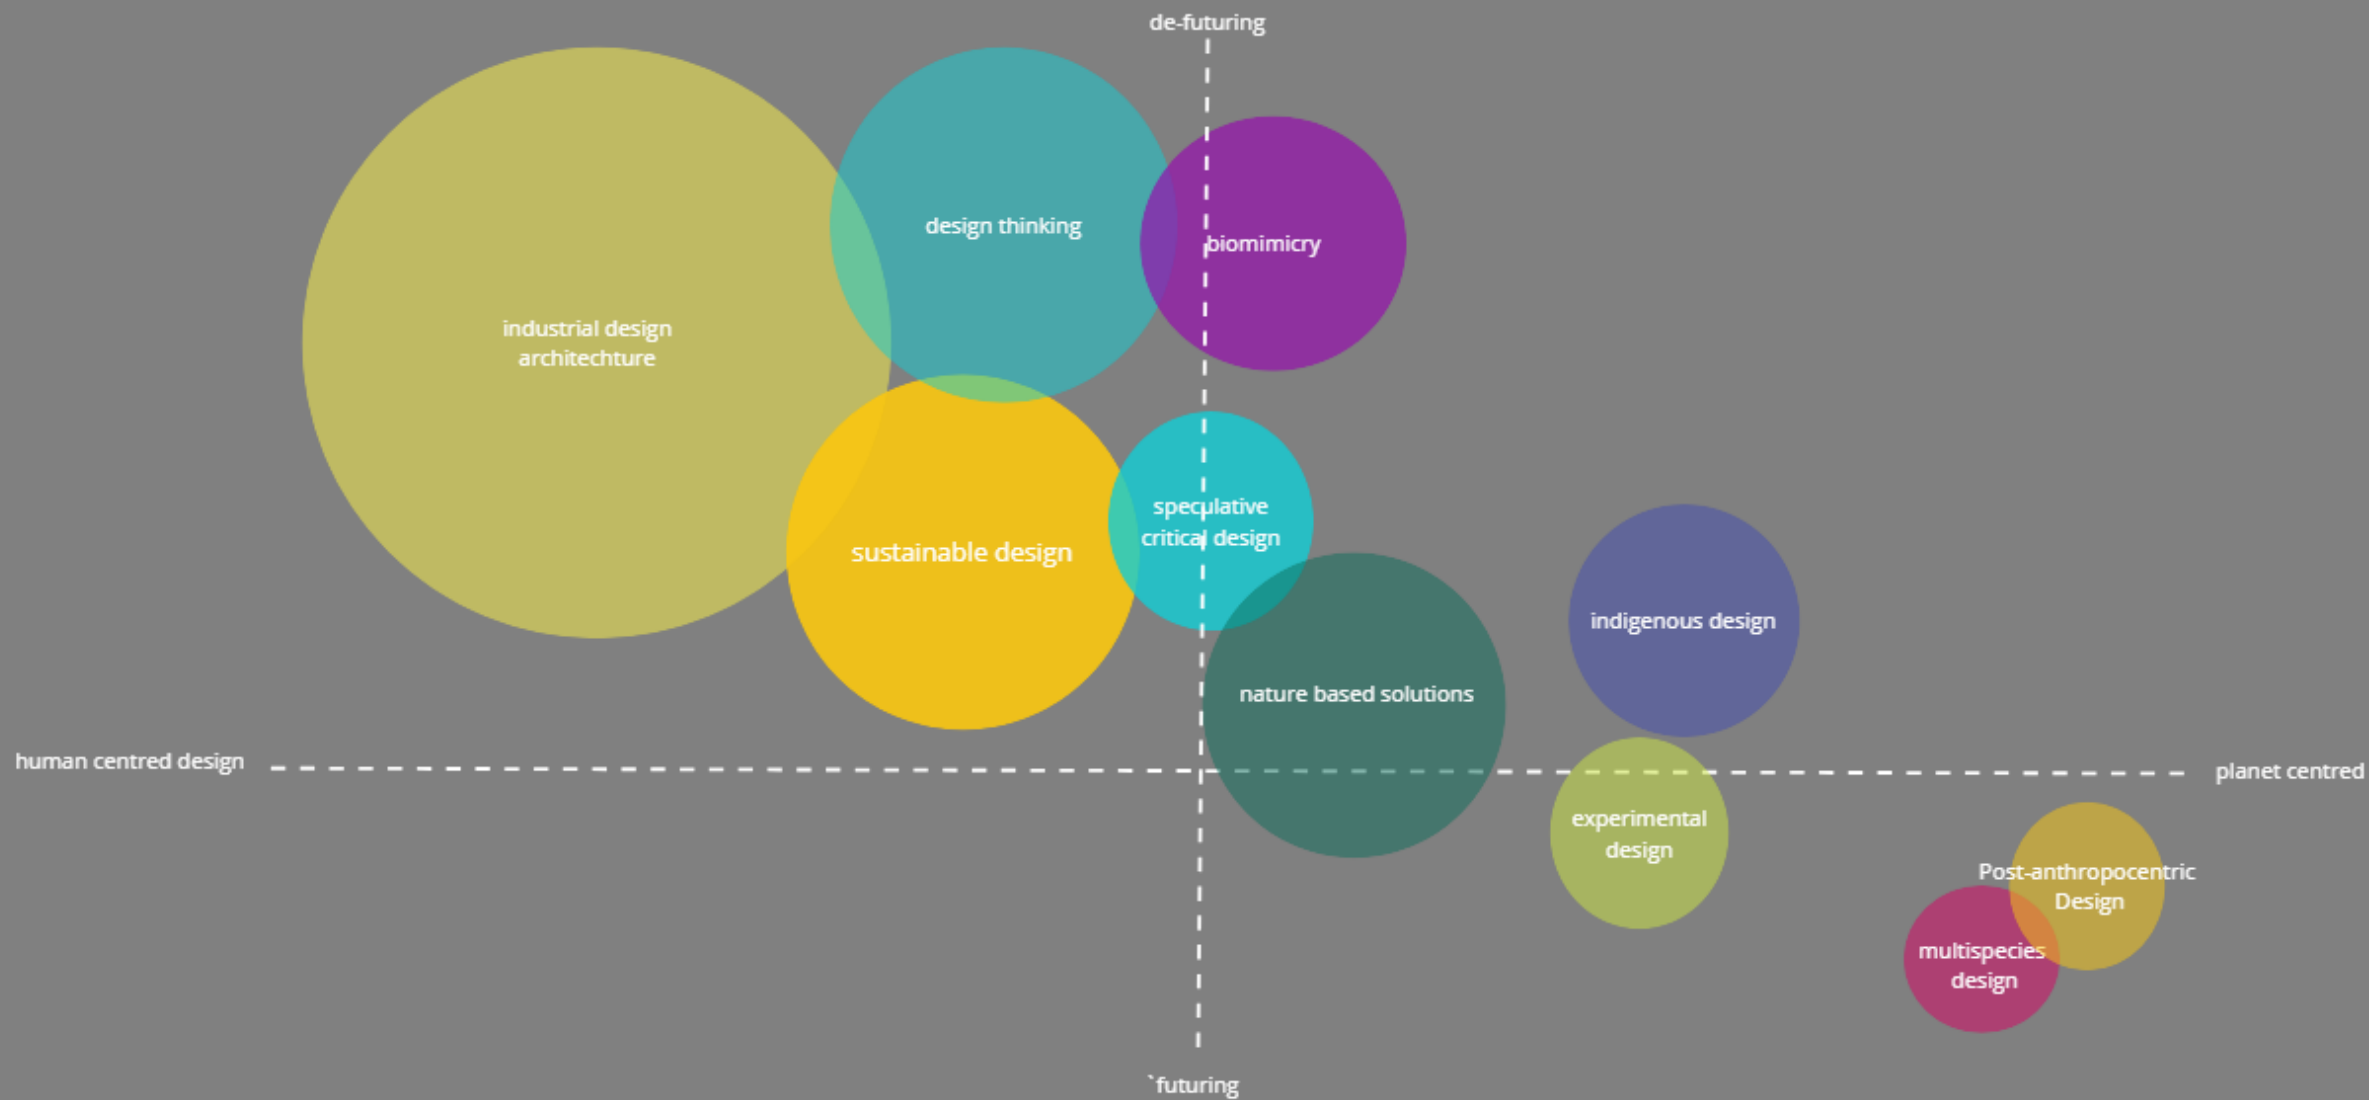 de-futuring
design thinking
biomimicry
industrial design
architechture
speculative
critical design
sustainable design
indigenous design
nature based solutions
human centred design
planet centred
experimental
design
Post-anthropocentric
Design
multispecies
design
`futuring